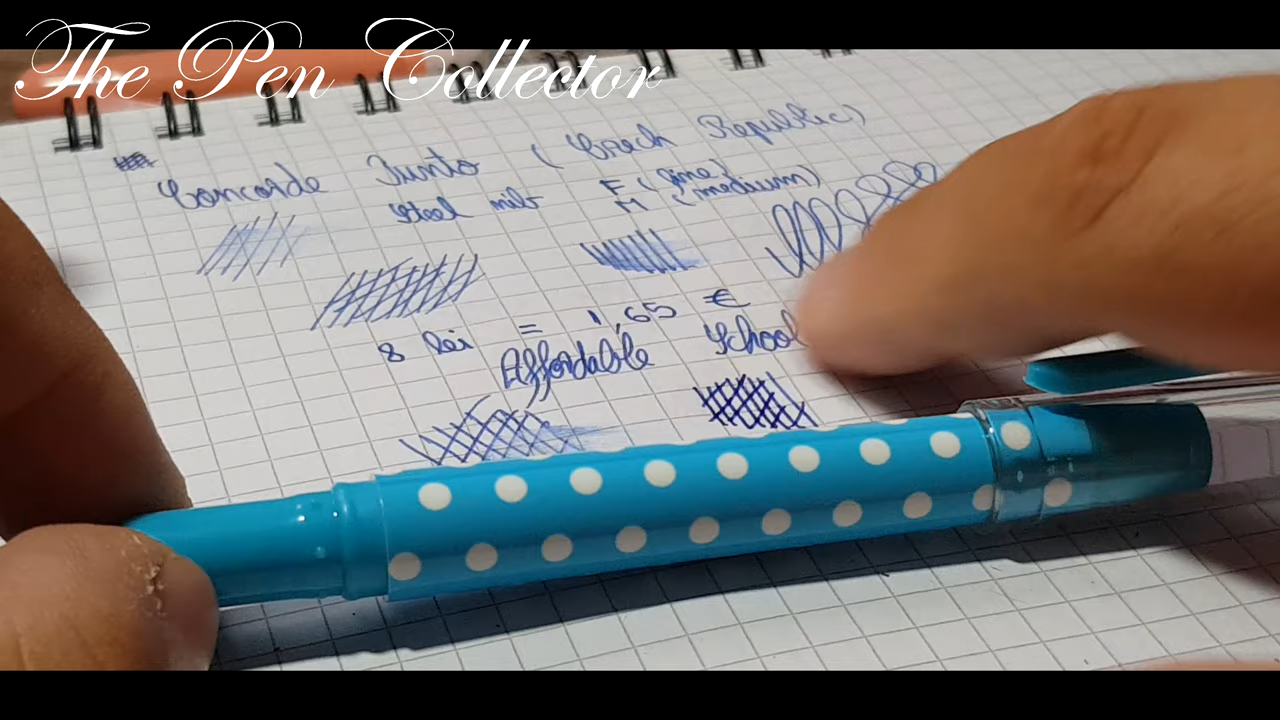 The Pen Collector
Concorde Junto (Czech Republic)
Steel nib F (fine)
M (medium)
8 lei = 1,65 €
Affordable School